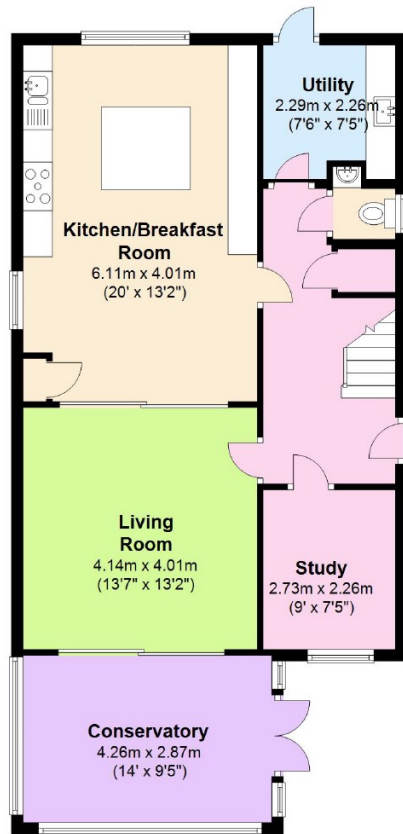 Utility
2.29m x 2.26m
(7'6" x 7'5")
Kitchen/Breakfast
Room
6.11m x 4.01m
(20' x 13'2")
Living
Room
4.14m x 4.01m
(13'7" x 13'2")
Study
2.73m x 2.26m
(9' x 7'5")
Conservatory
4.26m x 2.87m
(14' x 9'5")